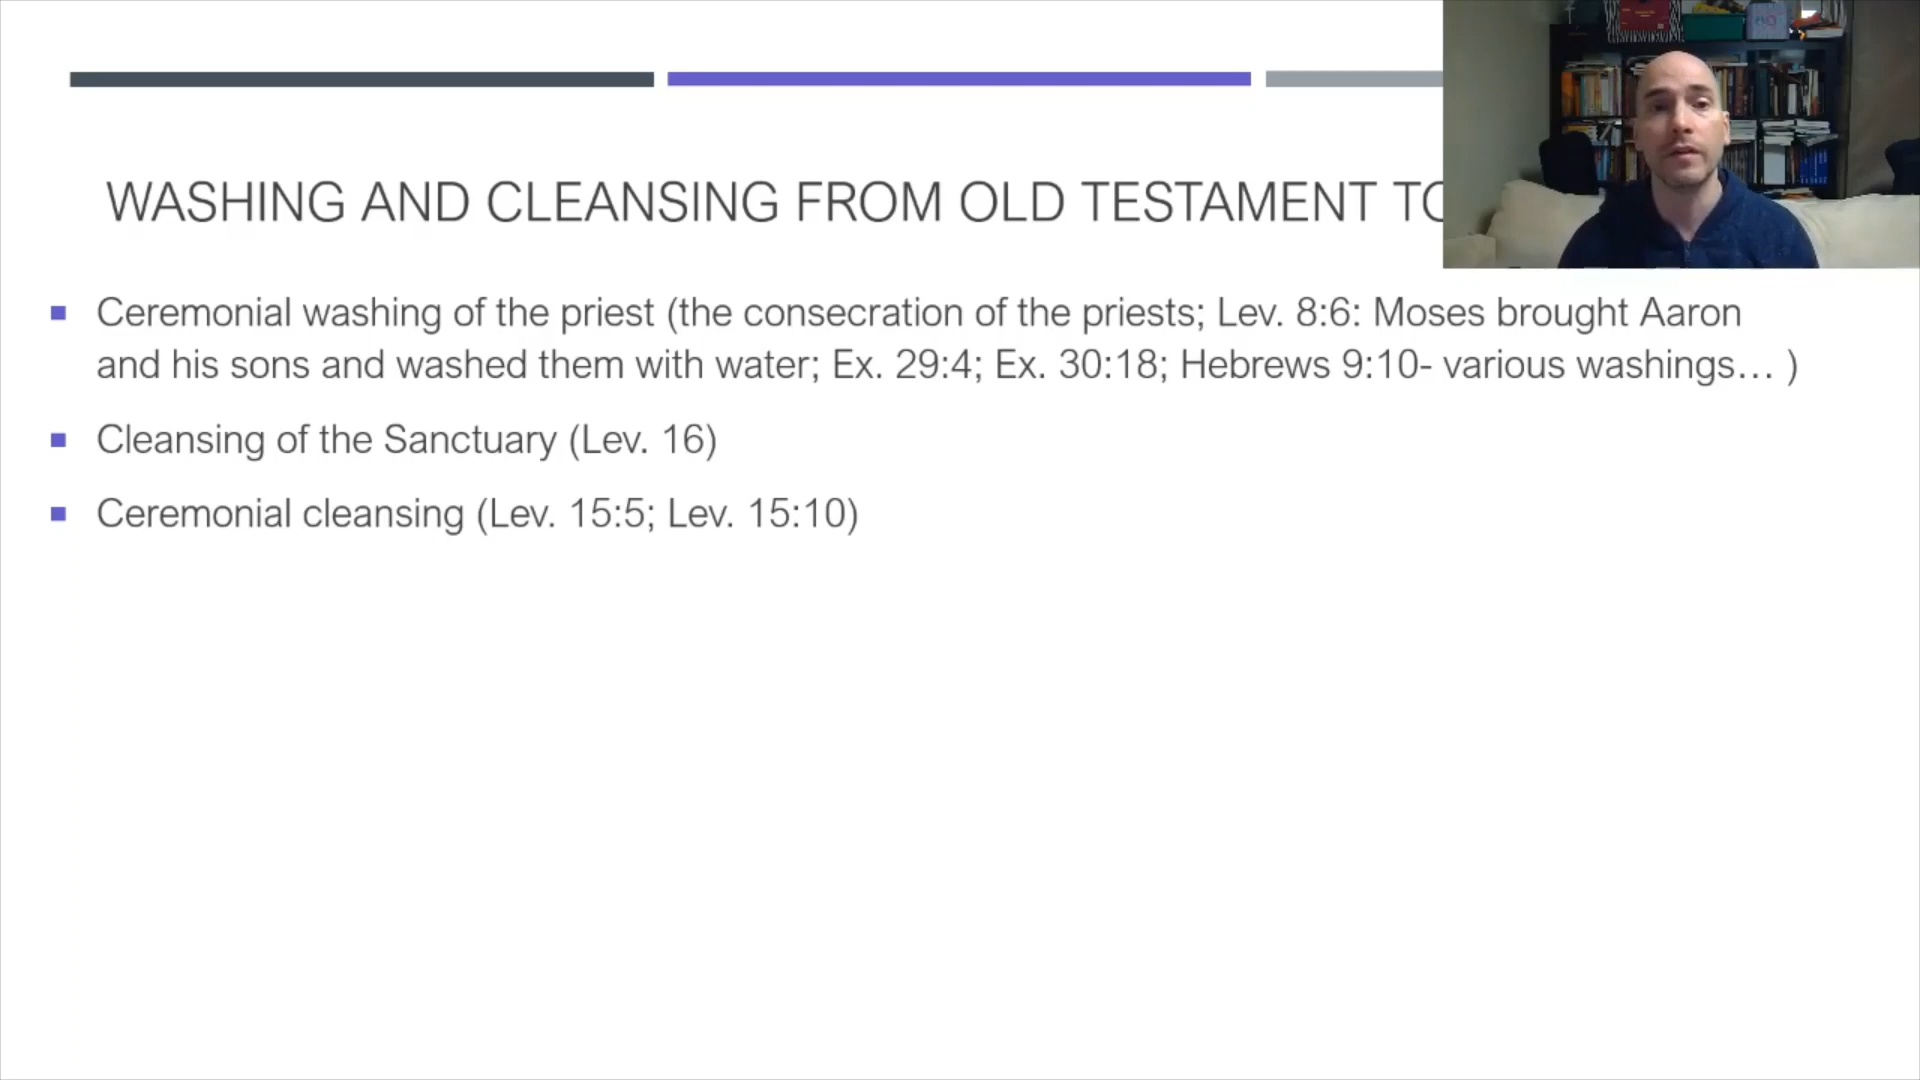 WASHING AND CLEANSING FROM OLD TESTAMENT TO
Ceremonial washing of the priest (the consecration of the priests; Lev. 8:6: Moses brought Aaron
and his sons and washed them with water; Ex. 29:4; Ex. 30:18; Hebrews 9:10- various washings… )
Cleansing of the Sanctuary (Lev. 16)
Ceremonial cleansing (Lev. 15:5; Lev. 15:10)